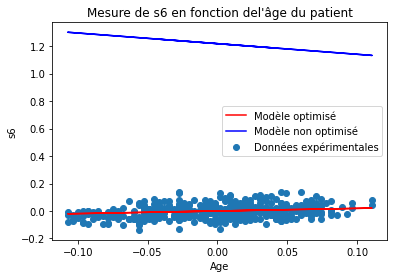 Mesure de s6 en fonction del'âge du patient
s6
1.2
1.0
0.8
0.6
0.4
0.2
0.0
−0.2
Modèle optimisé
Modèle non optimisé
Données expérimentales
−0.10
−0.05
0.00
0.05
0.10
Age